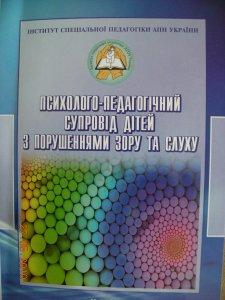 ІНСТИТУТ СПЕЦІАЛЬНОЇ ПЕДАГОГІКИ АПН УКРАЇНИ
ПСИХОЛОГО-ПЕДАГОГІЧНИЙ
СУПРОВІД ДІТЕЙ
З ПОРУШЕННЯМИ ЗОРУ ТА СЛУХУ